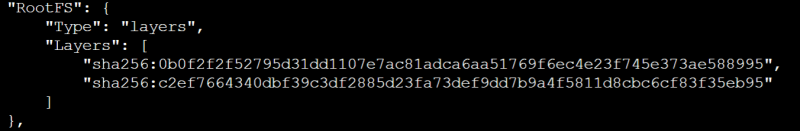 "RootFS": {
    "Type": "layers",
    "Layers": [
        "sha256:0b0f2f2f52795d31dd1107e7ac81adca6aa51769f6ec4e23f745e373ae588995",
        "sha256:c2ef7664340dbf39c3df2885d23fa73def9dd7b9a4f5811d8cbc6cf83f35eb95"
    ]
},